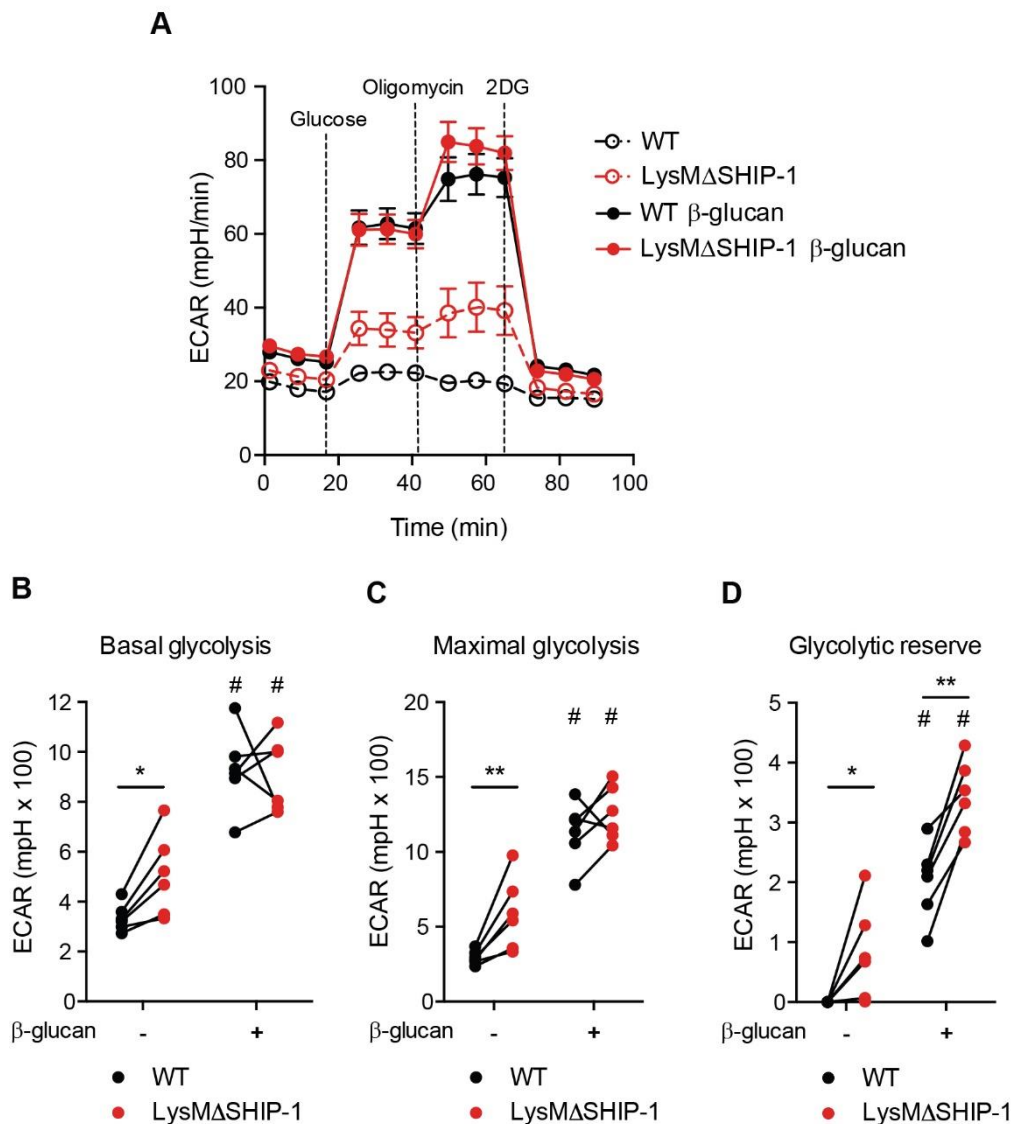 A
100
80
60
40
20
0
ECAR (mpH/min)
Glucose
Oligomycin
2DG
0 20 40 60 80 100
Time (min)
WT
LysMΔSHIP-1
WT β-glucan
LysMΔSHIP-1 β-glucan
B
Basal glycolysis
12
10
8
6
4
2
0
ECAR (mpH x 100)
*
# #
β-glucan - +
WT
LysMΔSHIP-1
C
Maximal glycolysis
20
15
10
5
0
ECAR (mpH x 100)
**
# #
- +
WT
LysMΔSHIP-1
D
Glycolytic reserve
5
4
3
2
1
0
ECAR (mpH x 100)
*
**
# #
β-glucan - +
WT
LysMΔSHIP-1